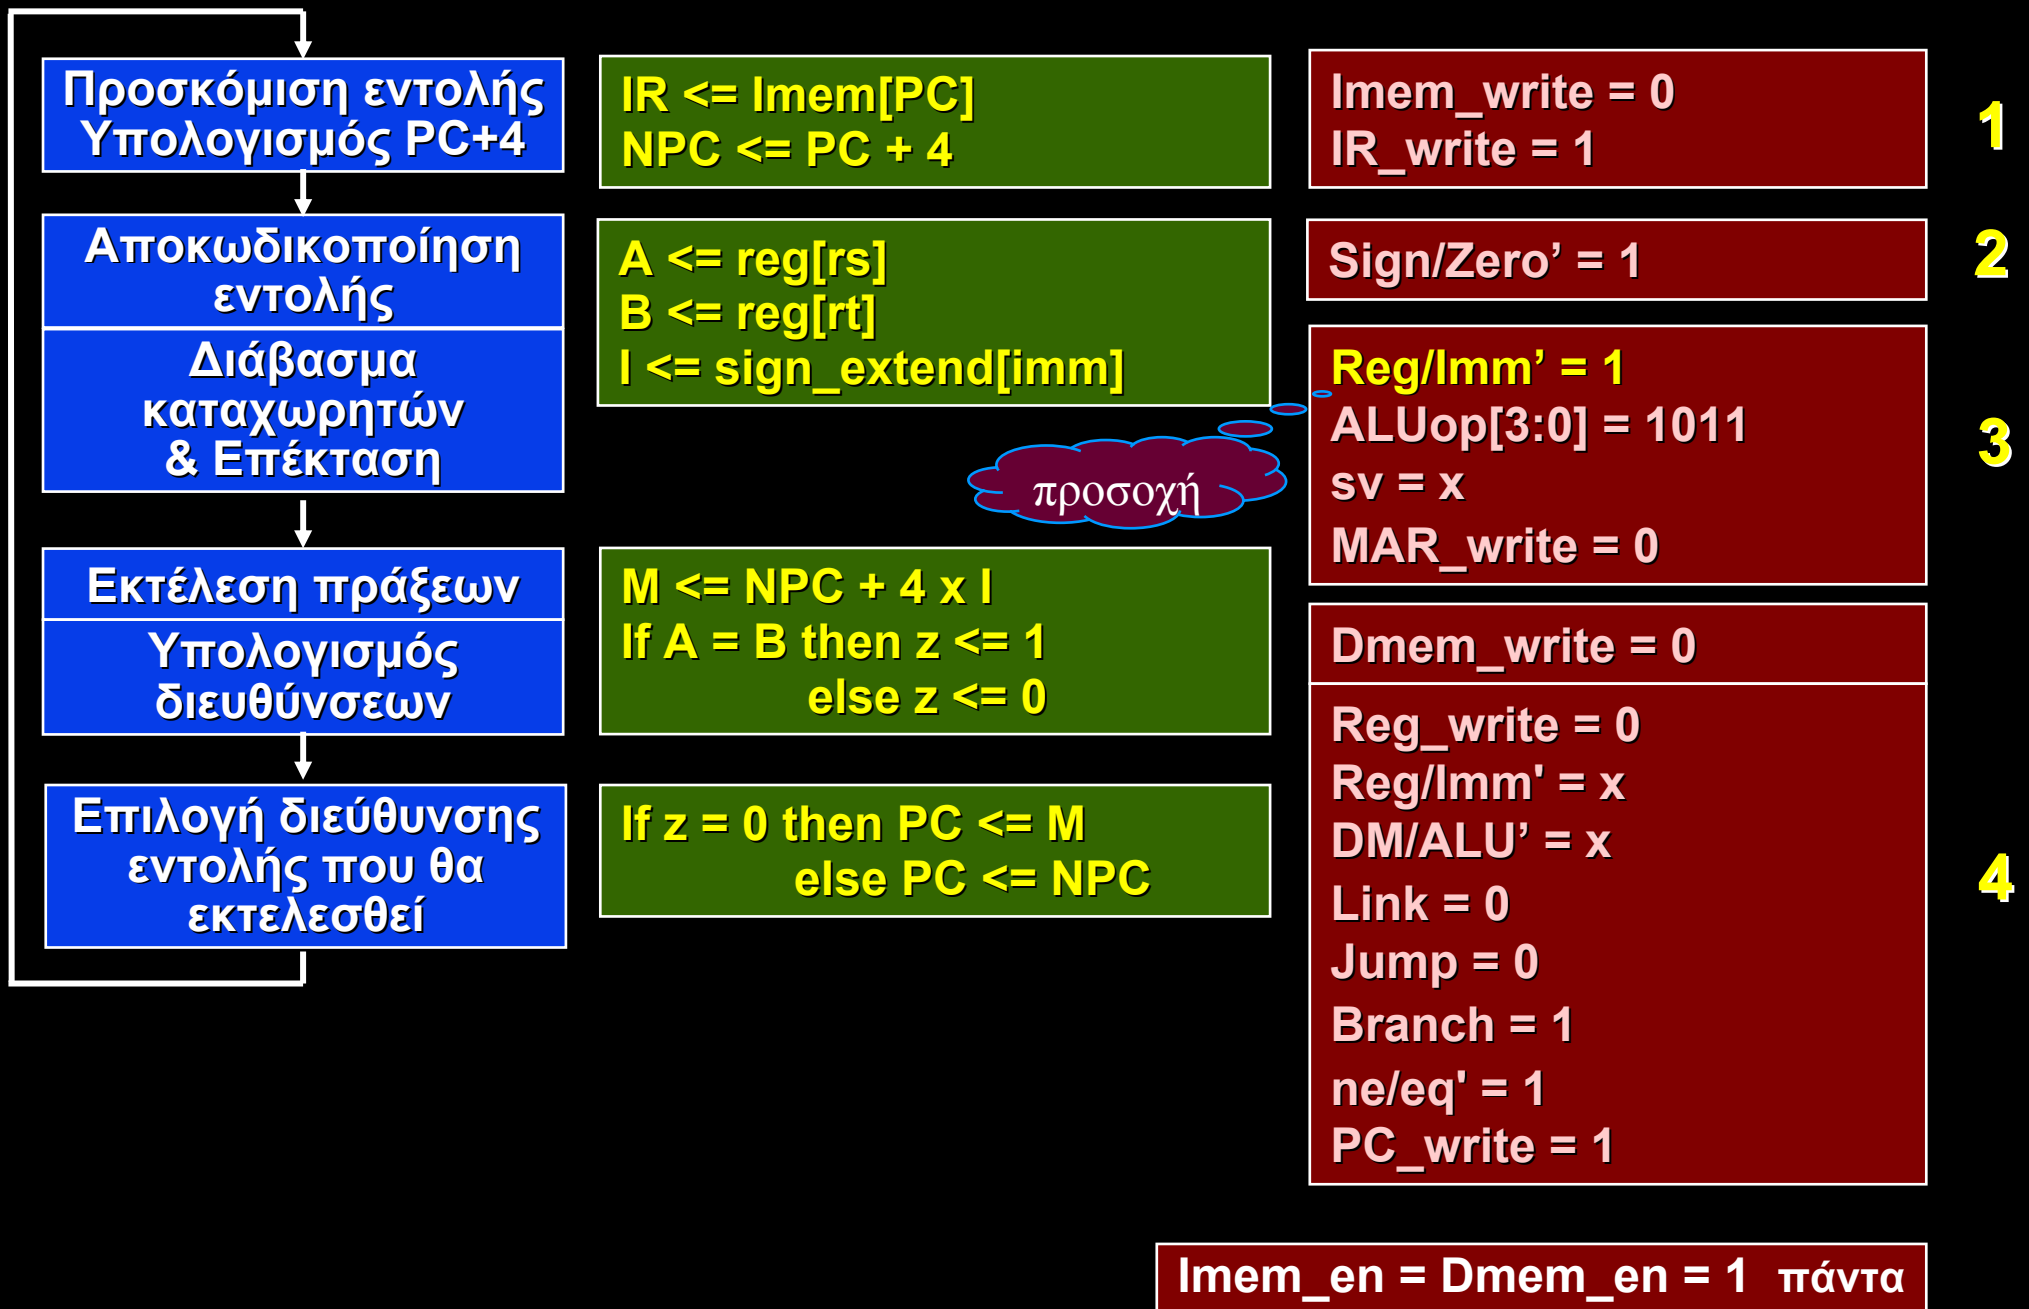 Προσκόμιση εντολής
Υπολογισμός PC+4
IR <= Imem[PC]
NPC <= PC + 4
Imem_write = 0
IR_write = 1
1
Αποκωδικοποίηση
εντολής
Διάβασμα
καταχωρητών
& Επέκταση
A <= reg[rs]
B <= reg[rt]
I <= sign_extend[imm]
Sign/Zero’ = 1
2
προσοχή
Reg/Imm’ = 1
ALUop[3:0] = 1011
sv = x
MAR_write = 0
3
Εκτέλεση πράξεων
Υπολογισμός
διευθύνσεων
M <= NPC + 4 x I
If A = B then z <= 1
else z <= 0
Dmem_write = 0
Επιλογή διεύθυνσης
εντολής που θα
εκτελεσθεί
If z = 0 then PC <= M
else PC <= NPC
Reg_write = 0
Reg/Imm' = x
DM/ALU’ = x
Link = 0
Jump = 0
Branch = 1
ne/eq' = 1
PC_write = 1
4
Imem_en = Dmem_en = 1 πάντα